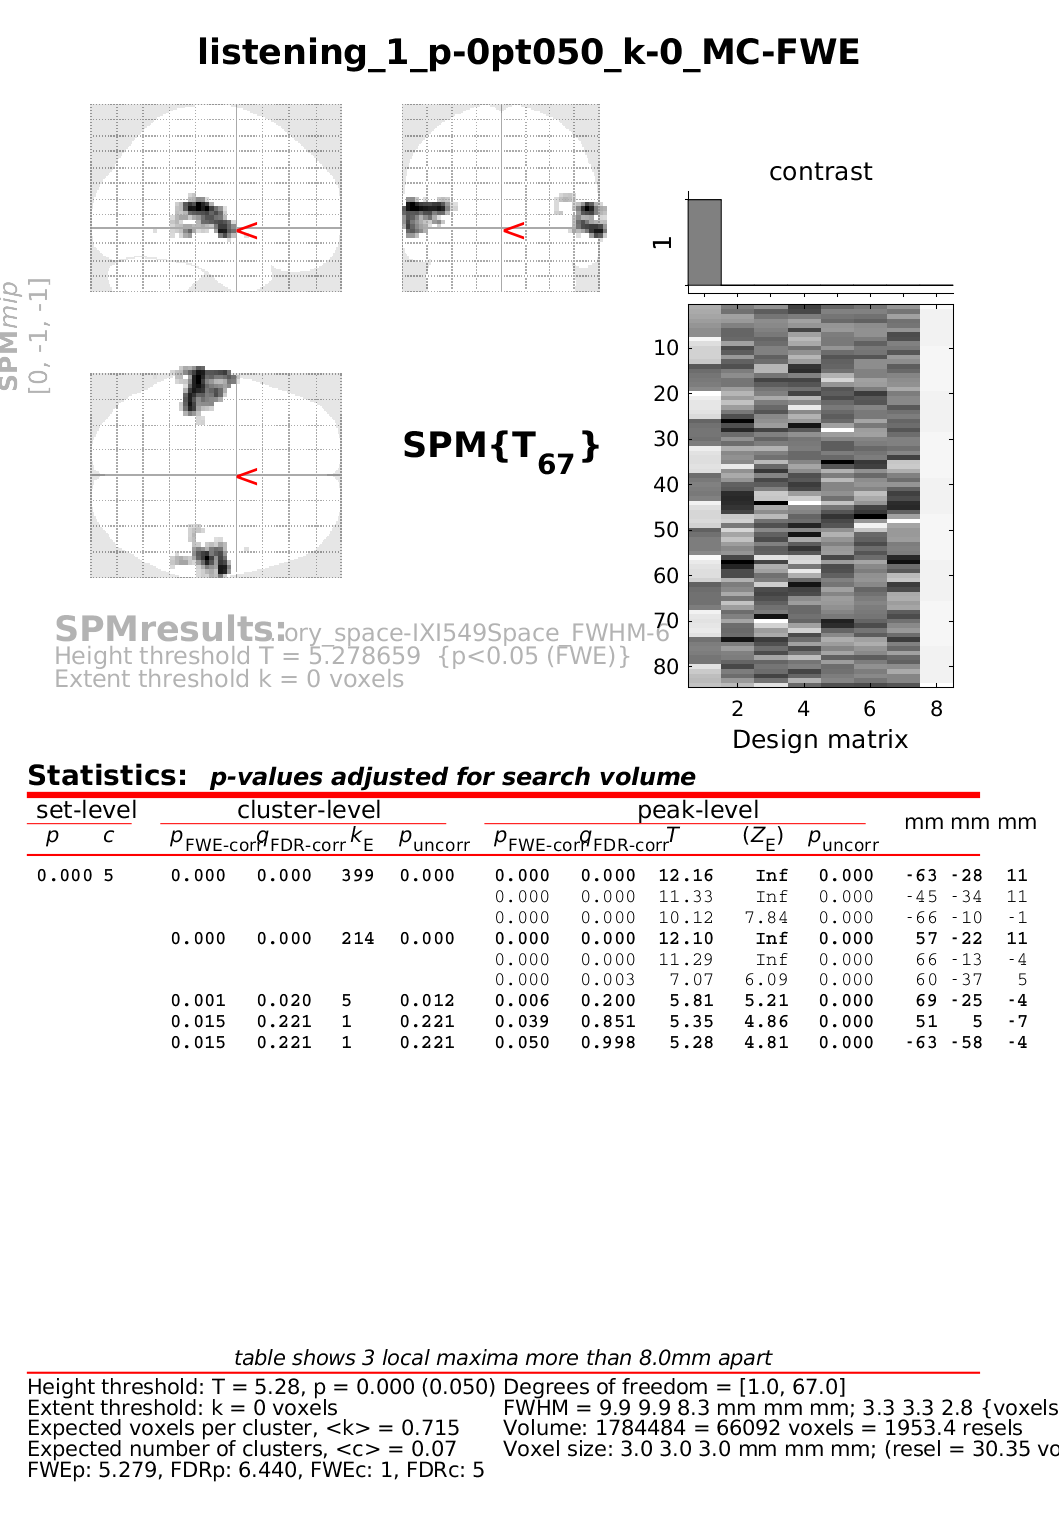 listening_1_p-0pt050_k-0_MC-FWE
SPMmip
[0, -1, -1]
<
<
<
SPM{T67}
contrast
1
10
20
30
40
50
60
70
80
2 4 6 8
Design matrix
SPMresults: ory_space-IXI549Space_FWHM-6
Height threshold T = 5.278659 {p<0.05 (FWE)}
Extent threshold k = 0 voxels
Statistics: p-values adjusted for search volume
set-level cluster-level peak-level
p c pFWE-corr qFDR-corr kE puncorr pFWE-corr qFDR-corr T (ZE) puncorr mm mm mm
0.000 5 0.000 0.000 399 0.000 0.000 0.000 12.16 Inf 0.000 -63 -28 11
0.000 0.000 11.33 Inf 0.000 -45 -34 11
0.000 0.000 10.12 7.84 0.000 -66 -10 -1
0.000 0.000 214 0.000 0.000 0.000 12.10 Inf 0.000 57 -22 11
0.000 0.000 11.29 Inf 0.000 66 -13 -4
0.000 0.003 7.07 6.09 0.000 60 -37 5
0.001 0.020 5 0.012 0.006 0.200 5.81 5.21 0.000 69 -25 -4
0.015 0.221 1 0.221 0.039 0.851 5.35 4.86 0.000 51 5 -7
0.015 0.221 1 0.221 0.050 0.998 5.28 4.81 0.000 -63 -58 -4
table shows 3 local maxima more than 8.0mm apart
Height threshold: T = 5.28, p = 0.000 (0.050)
Extent threshold: k = 0 voxels
Expected voxels per cluster, <k> = 0.715
Expected number of clusters, <c> = 0.07
FWEp: 5.279, FDRp: 6.440, FWEc: 1, FDRc: 5
Degrees of freedom = [1.0, 67.0]
FWHM = 9.9 9.9 8.3 mm mm mm; 3.3 3.3 2.8 {voxels
Volume: 1784484 = 66092 voxels = 1953.4 resels
Voxel size: 3.0 3.0 3.0 mm mm mm; (resel = 30.35 vo